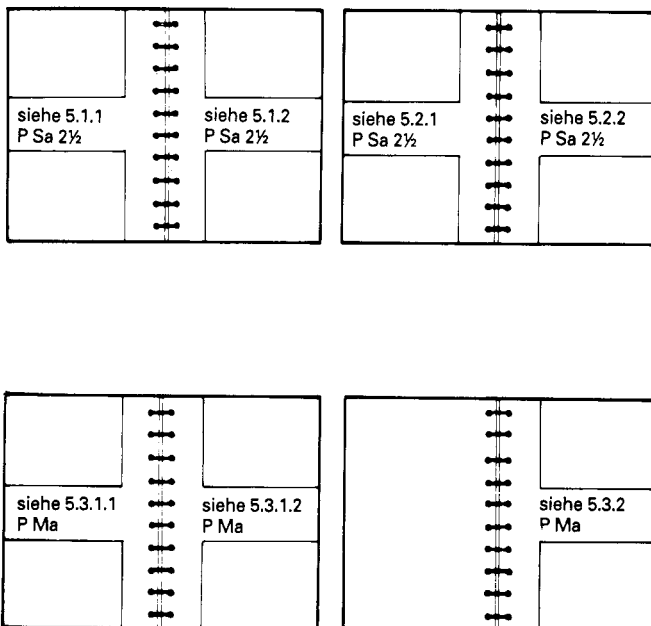 siehe 5.1.1
P Sa 2½
siehe 5.1.2
P Sa 2½
siehe 5.2.1
P Sa 2½
siehe 5.2.2
P Sa 2½
siehe 5.3.1.1
P Ma
siehe 5.3.1.2
P Ma
siehe 5.3.2
P Ma